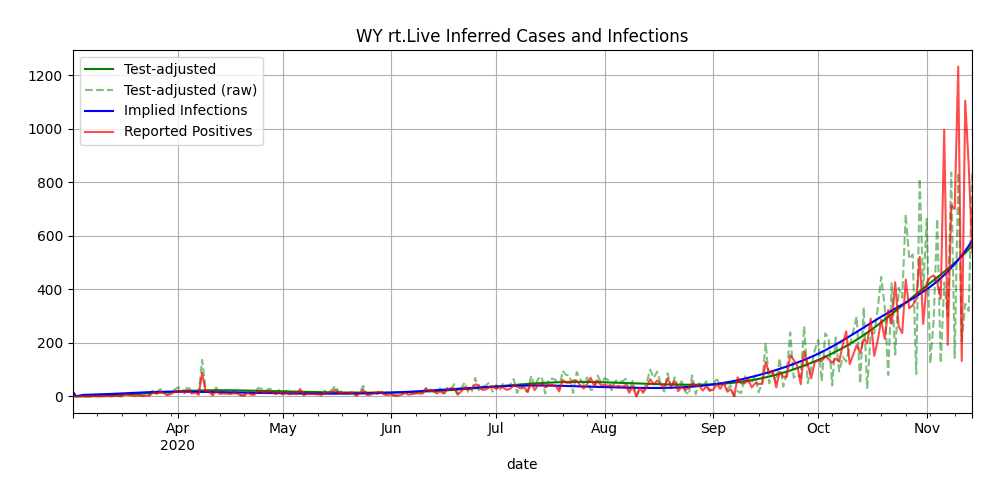 WY rt.Live Inferred Cases and Infections
Test-adjusted
Test-adjusted (raw)
Implied Infections
Reported Positives
1200
1000
800
600
400
200
0
Apr
2020
May
Jun
Jul
Aug
Sep
Oct
Nov
date